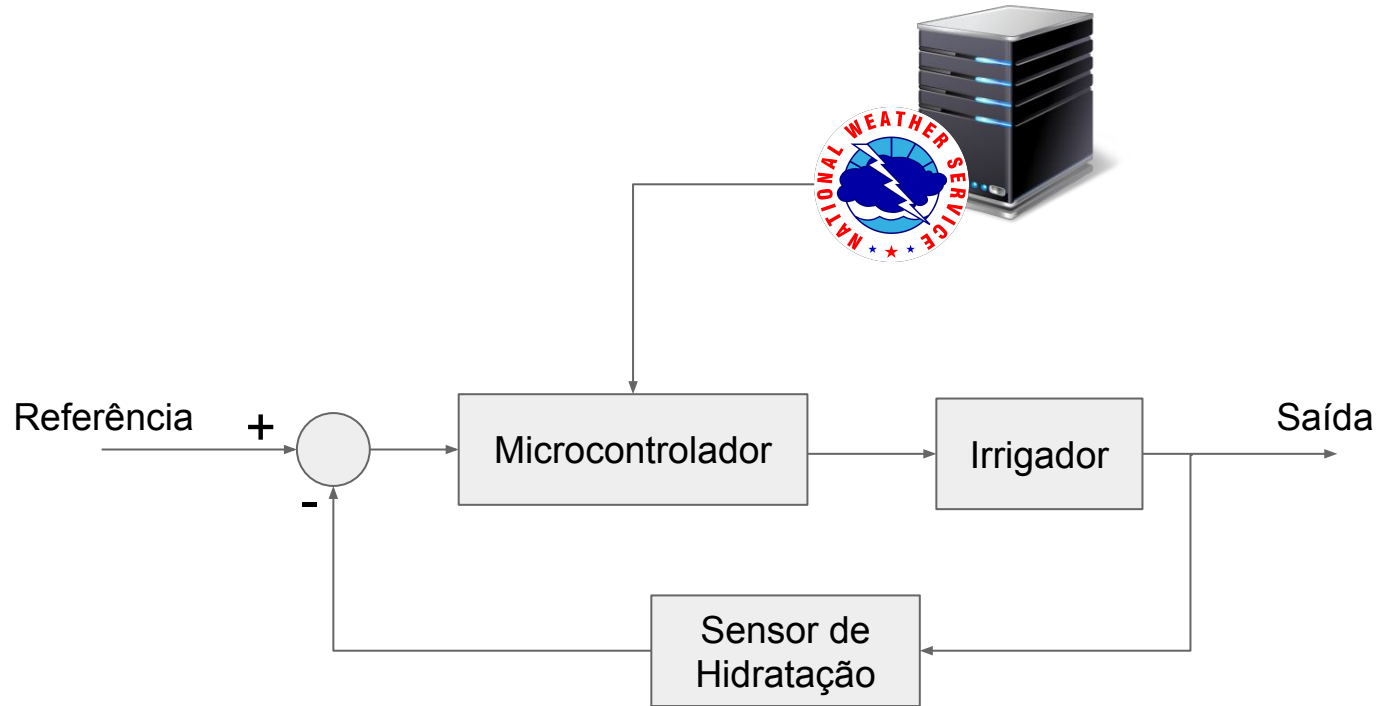 NATIONAL WEATHER SERVICE
Referência
+
-
Microcontrolador
Irrigador
Saída
Sensor de
Hidratação